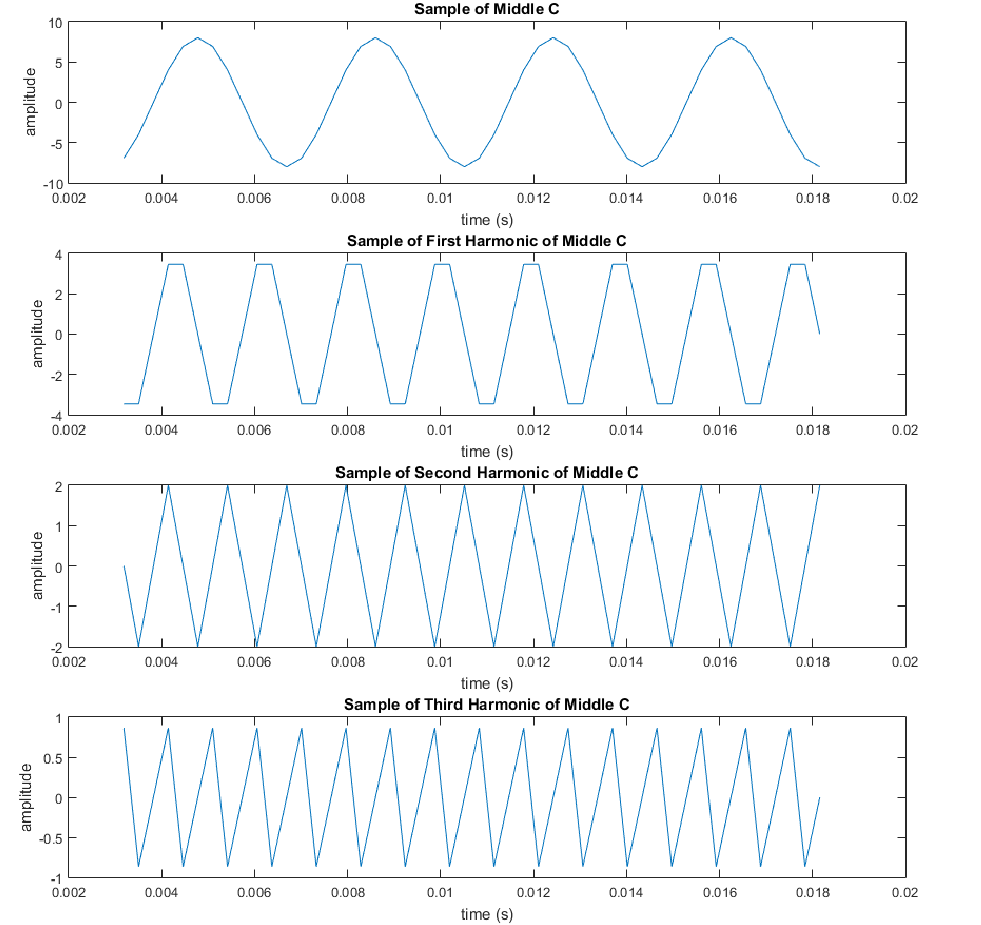 Sample of Middle C
10
5
0
-5
-10
amplitude
0.002 0.004 0.006 0.008 0.01 0.012 0.014 0.016 0.018 0.02
time (s)
Sample of First Harmonic of Middle C
4
2
0
-2
-4
amplitude
0.002 0.004 0.006 0.008 0.01 0.012 0.014 0.016 0.018 0.02
time (s)
Sample of Second Harmonic of Middle C
2
1
0
-1
-2
amplitude
0.002 0.004 0.006 0.008 0.01 0.012 0.014 0.016 0.018 0.02
time (s)
Sample of Third Harmonic of Middle C
1
0.5
0
-0.5
-1
amplitude
0.002 0.004 0.006 0.008 0.01 0.012 0.014 0.016 0.018 0.02
time (s)